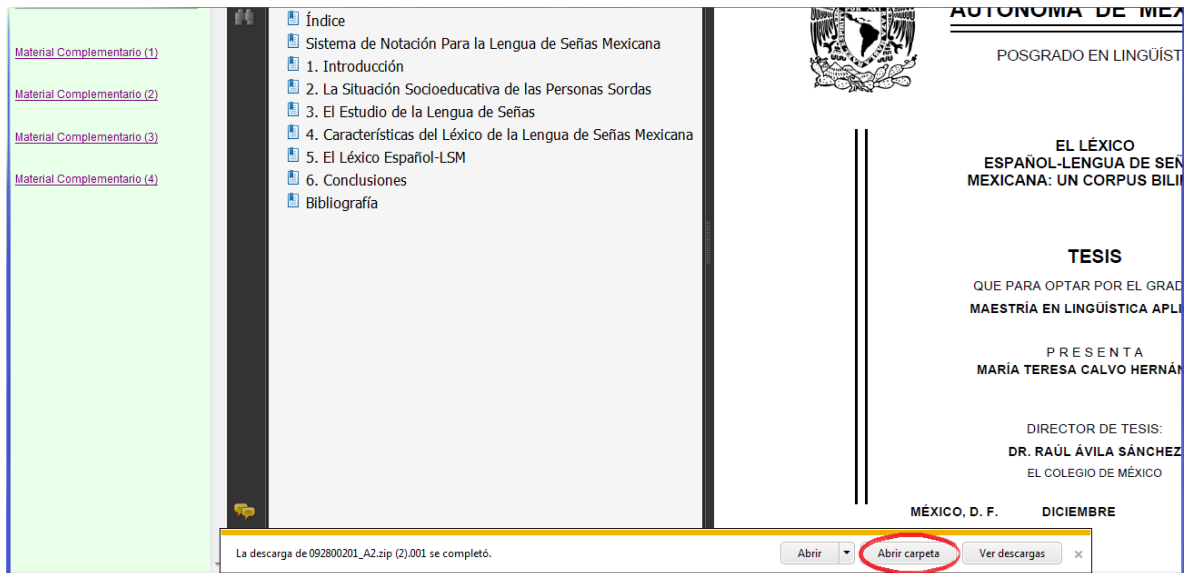 Material Complementario (1)
Material Complementario (2)
Material Complementario (3)
Material Complementario (4)
Índice
Sistema de Notación Para la Lengua de Señas Mexicana
1. Introducción
2. La Situación Socioeducativa de las Personas Sordas
3. El Estudio de la Lengua de Señas
4. Características del Léxico de la Lengua de Señas Mexicana
5. El Léxico Español-LSM
6. Conclusiones
Bibliografía
AUTÓNOMA DE MÉX
POSGRADO EN LINGÜÍST
EL LÉXICO
ESPAÑOL-LENGUA DE SEÑ
MEXICANA: UN CORPUS BILI
TESIS
QUE PARA OPTAR POR EL GRAD
MAESTRÍA EN LINGÜÍSTICA APLI
P R E S E N T A
MARÍA TERESA CALVO HERNÁN
DIRECTOR DE TESIS:
DR. RAÚL ÁVILA SÁNCHEZ
EL COLEGIO DE MÉXICO
MÉXICO, D. F. DICIEMBRE
La descarga de 092800201_A2.zip (2).001 se completó.
Abrir
Abrir carpeta
Ver descargas